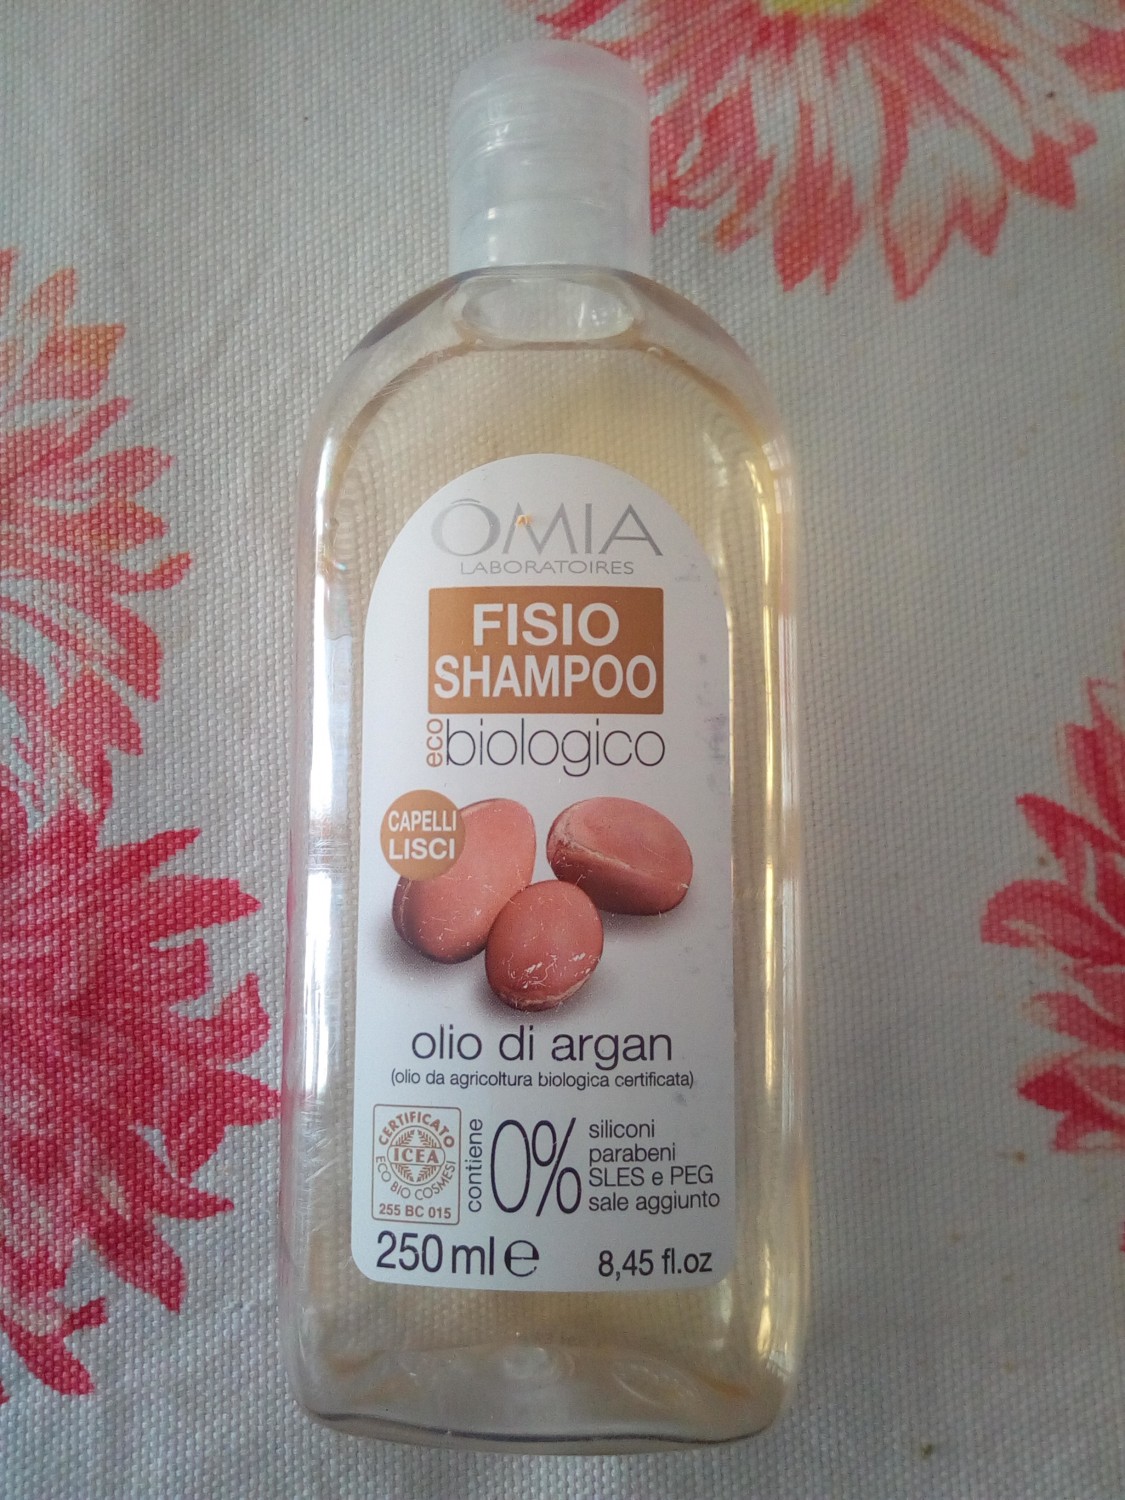 ÔMIA
LABORATOIRES
FISIO
SHAMPOO
eco biologico
CAPELLI
LISCI
olio di argan
(olio da agricoltura biologica certificata)
CERTIFICATO
ICEA
ECO BIO COSMESI
255 BC 015
contiene
0%
siliconi
parabeni
SLES e PEG
sale aggiunto
250 ml e
8,45 fl.oz